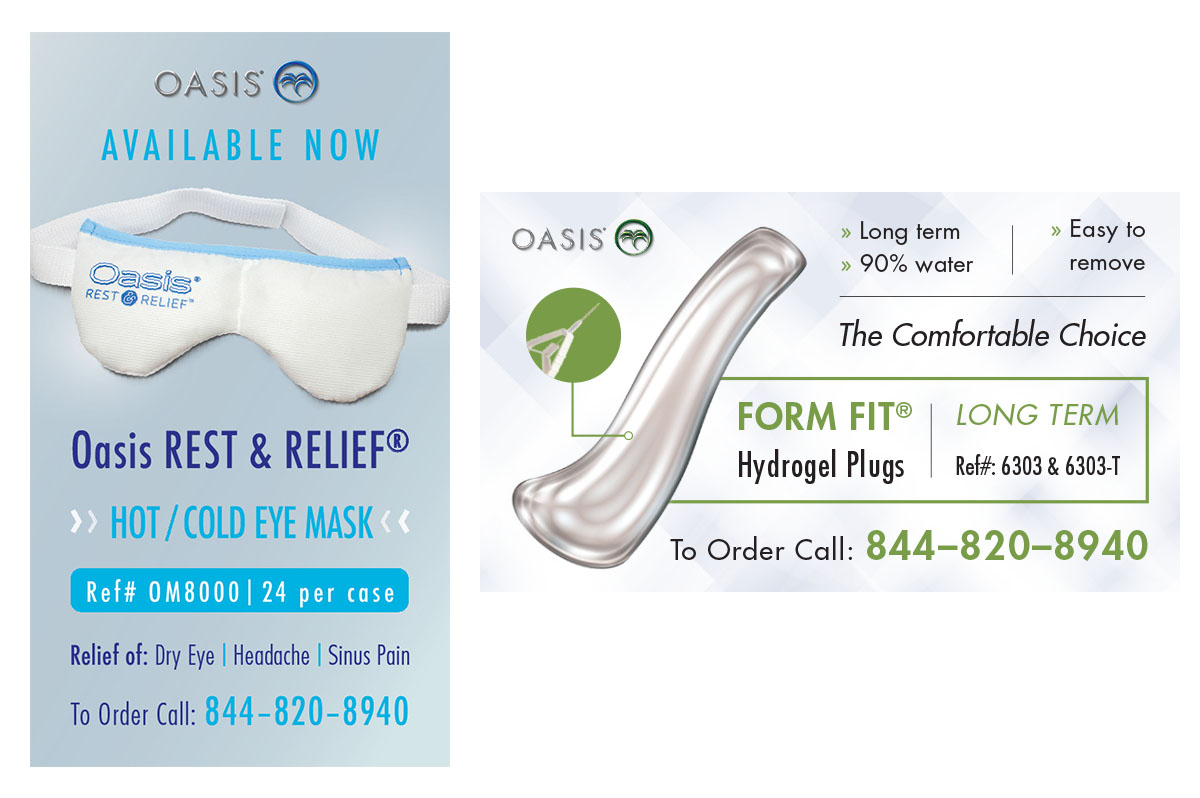 OASIS®
AVAILABLE NOW
Oasis®
REST & RELIEF™
Oasis REST & RELIEF®
HOT / COLD EYE MASK
Ref# OM8000 | 24 per case
Relief of: Dry Eye | Headache | Sinus Pain
To Order Call: 844–820–8940
OASIS®
» Long term
» 90% water
» Easy to
remove
The Comfortable Choice
FORM FIT®
Hydrogel Plugs
LONG TERM
Ref#: 6303 & 6303-T
To Order Call: 844–820–8940